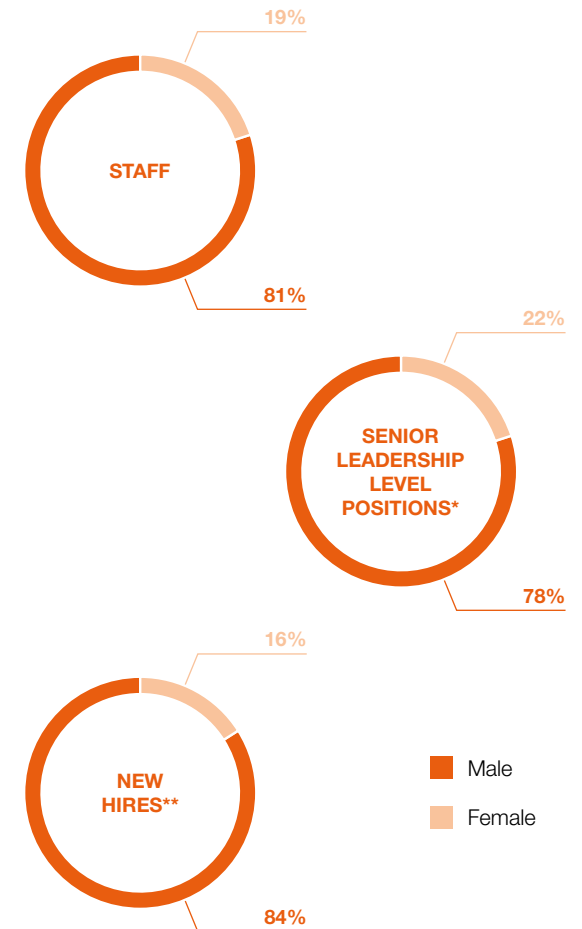 19%
STAFF
81%
22%
SENIOR
LEADERSHIP
LEVEL
POSITIONS*
78%
16%
NEW
HIRES**
84%
Male
Female